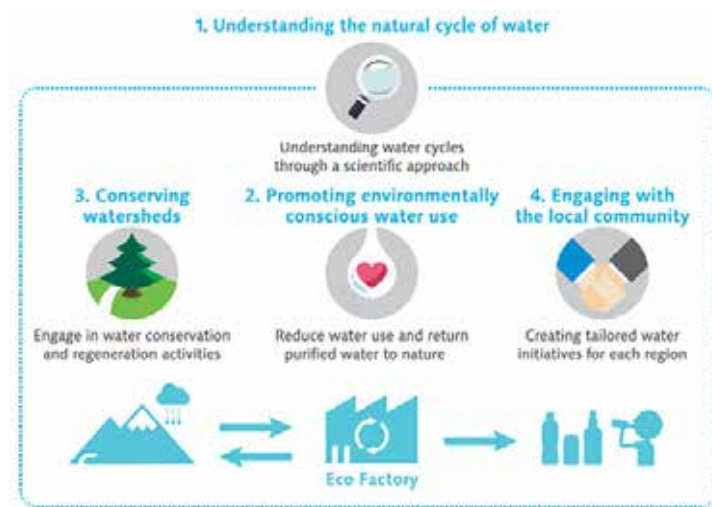 1. Understanding the natural cycle of water
Understanding water cycles
through a scientific approach
3. Conserving
watersheds
Engage in water conservation
and regeneration activities
2. Promoting environmentally
conscious water use
Reduce water use and return
purified water to nature
4. Engaging with
the local community
Creating tailored water
initiatives for each region
Eco Factory